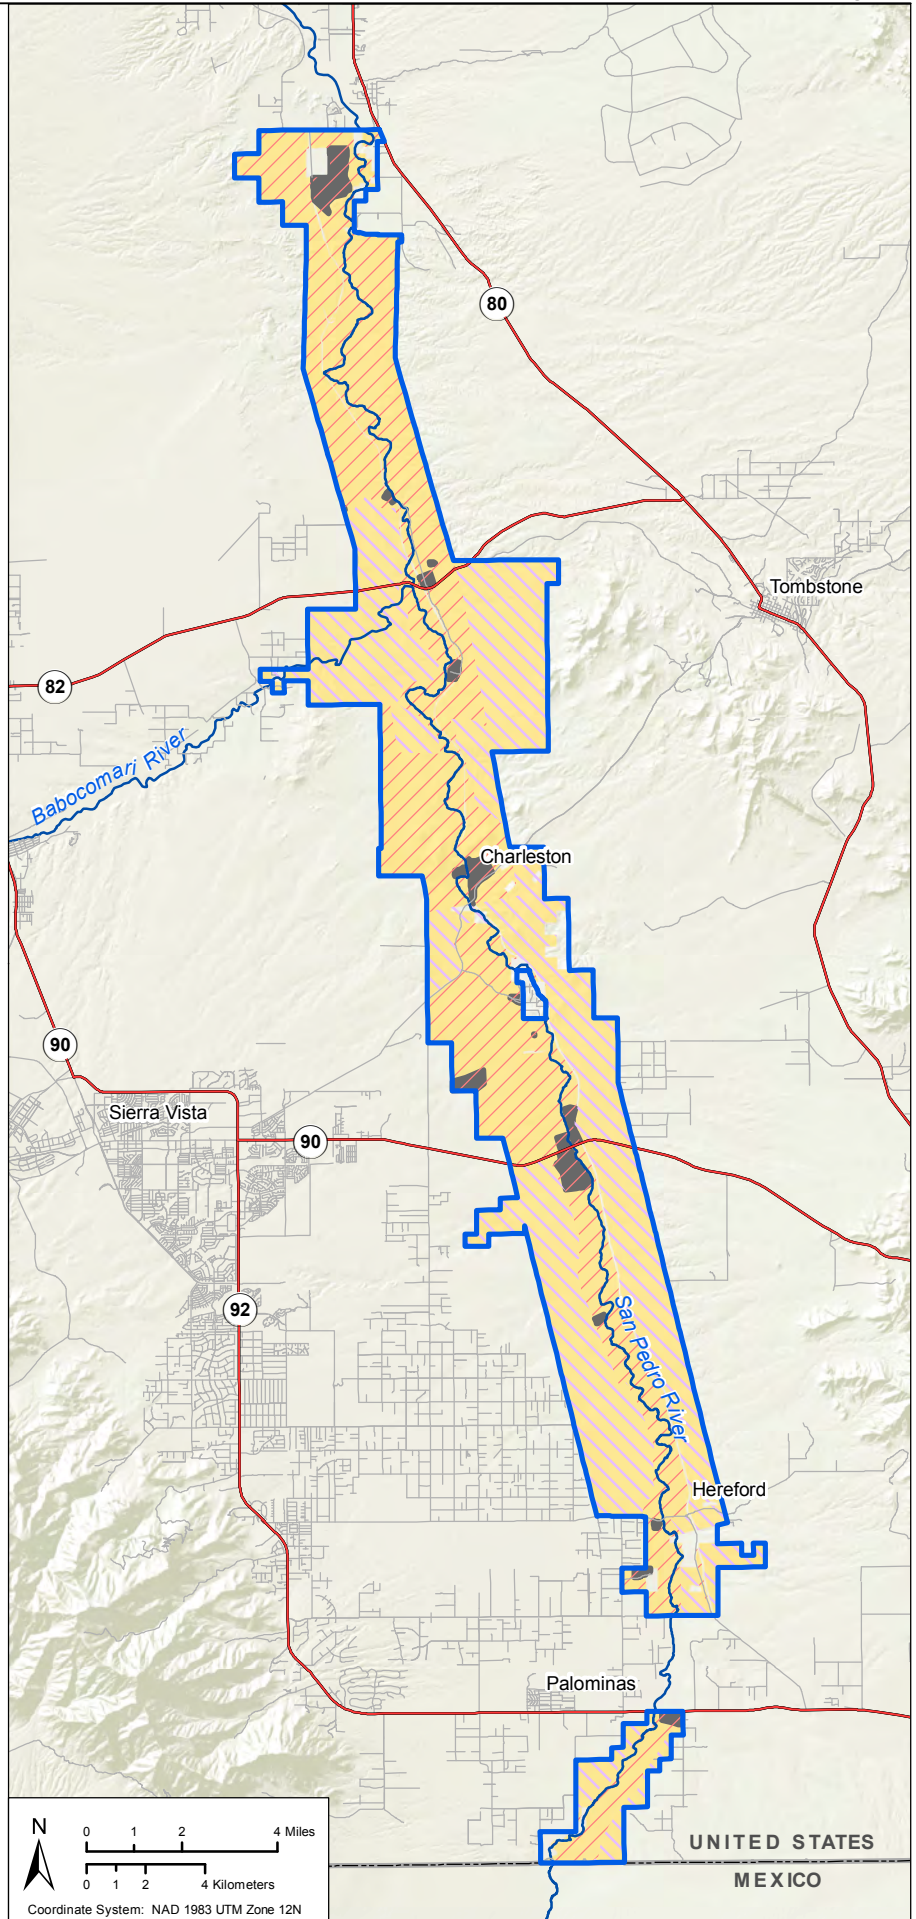 80
Tombstone
82
Babocomari River
Charleston
90
Sierra Vista
90
92
San Pedro River
Hereford
Palominas
N
0 1 2 4 Miles
0 1 2 4 Kilometers
Coordinate System: NAD 1983 UTM Zone 12N
UNITED STATES
MEXICO